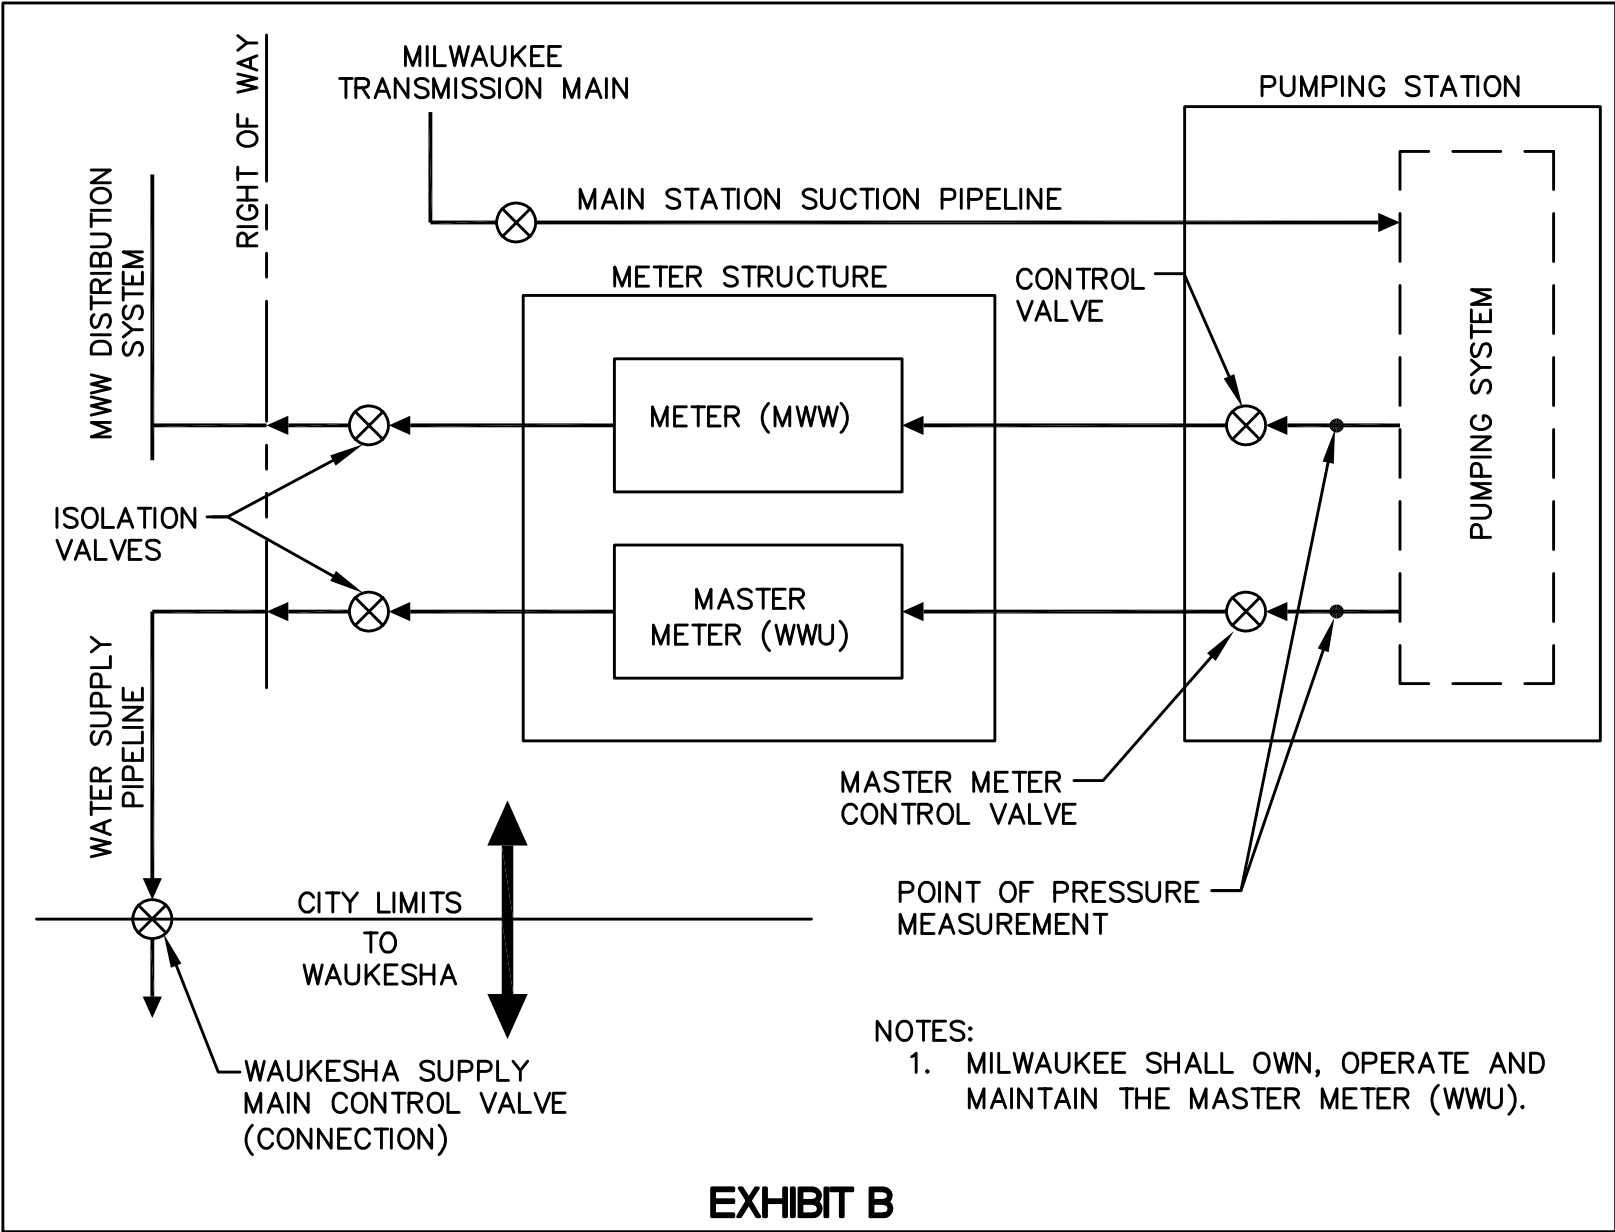 MILWAUKEE
TRANSMISSION MAIN
RIGHT OF WAY
PUMPING STATION
MWW DISTRIBUTION
SYSTEM
MAIN STATION SUCTION PIPELINE
METER STRUCTURE
CONTROL
VALVE
PUMPING SYSTEM
METER (MWW)
ISOLATION
VALVES
MASTER
METER (WWU)
WATER SUPPLY
PIPELINE
MASTER METER
CONTROL VALVE
POINT OF PRESSURE
MEASUREMENT
CITY LIMITS
TO
WAUKESHA
WAUKESHA SUPPLY
MAIN CONTROL VALVE
(CONNECTION)
NOTES:
1. MILWAUKEE SHALL OWN, OPERATE AND
MAINTAIN THE MASTER METER (WWU).
EXHIBIT B